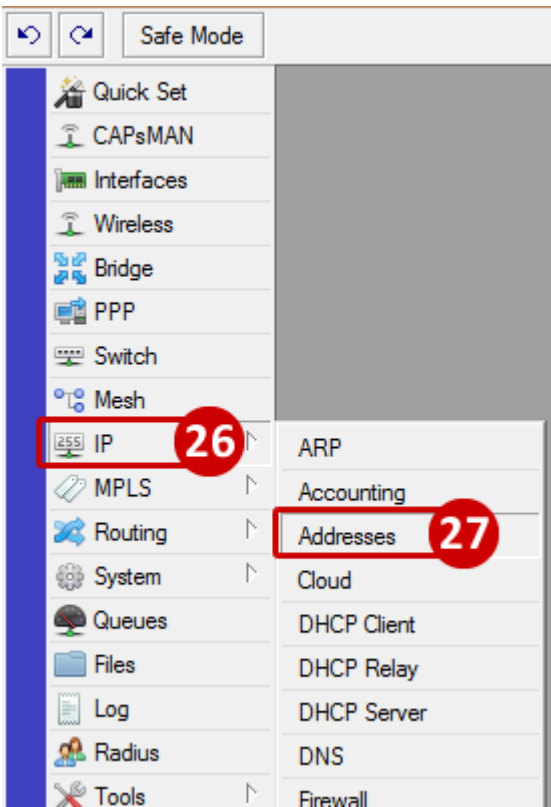 Safe Mode
Quick Set
CAPsMAN
Interfaces
Wireless
Bridge
PPP
Switch
Mesh
255 IP 26
MPLS
Routing
System
Queues
Files
Log
Radius
Tools
ARP
Accounting
Addresses 27
Cloud
DHCP Client
DHCP Relay
DHCP Server
DNS
Firewall